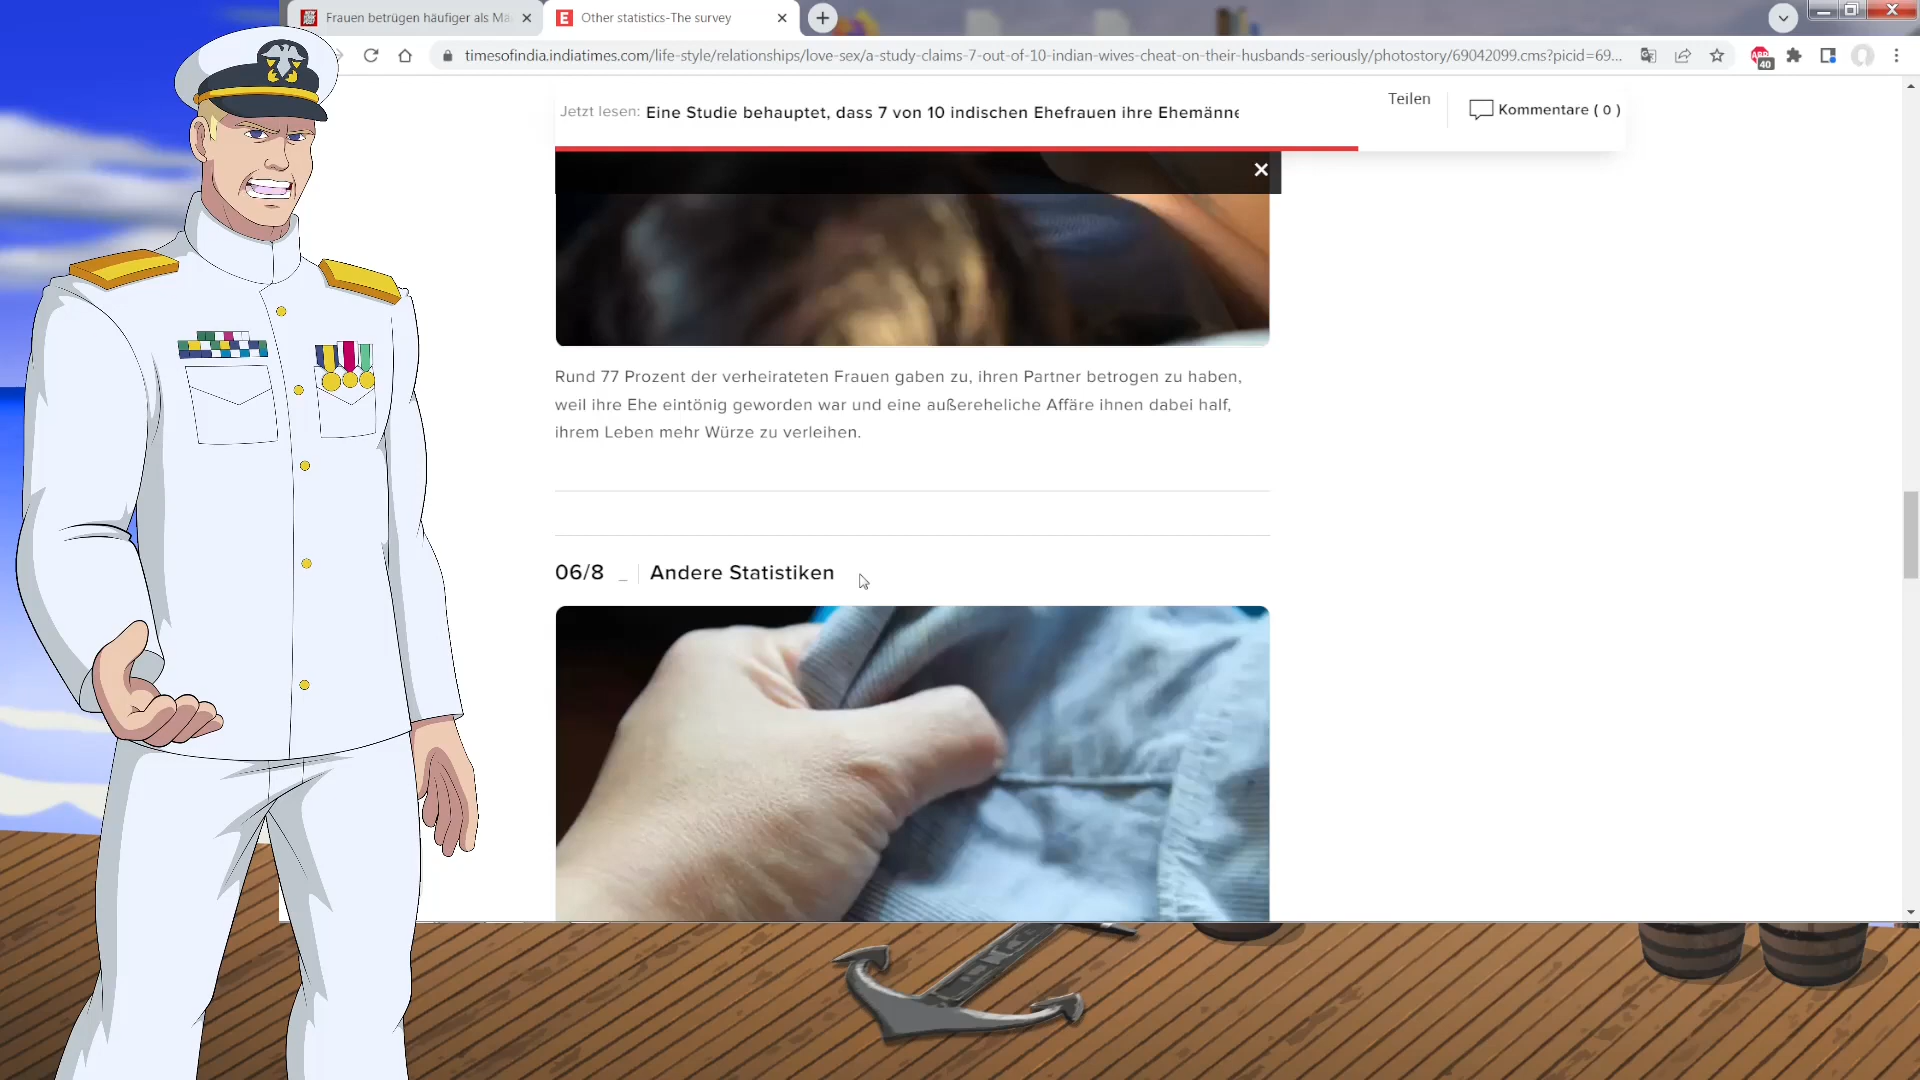 Frauen betrügen häufiger als Mä
Other statistics-The survey
timesofindia.indiatimes.com/life-style/relationships/love-sex/a-study-claims-7-out-of-10-indian-wives-cheat-on-their-husbands-seriously/photostory/69042099.cms?picid=69...
ABP
40
Jetzt lesen: Eine Studie behauptet, dass 7 von 10 indischen Ehefrauen ihre Ehemänne
Teilen
Kommentare ( 0 )
Rund 77 Prozent der verheirateten Frauen gaben zu, ihren Partner betrogen zu haben,
weil ihre Ehe eintönig geworden war und eine außereheliche Affäre ihnen dabei half,
ihrem Leben mehr Würze zu verleihen.
06/8 _ Andere Statistiken